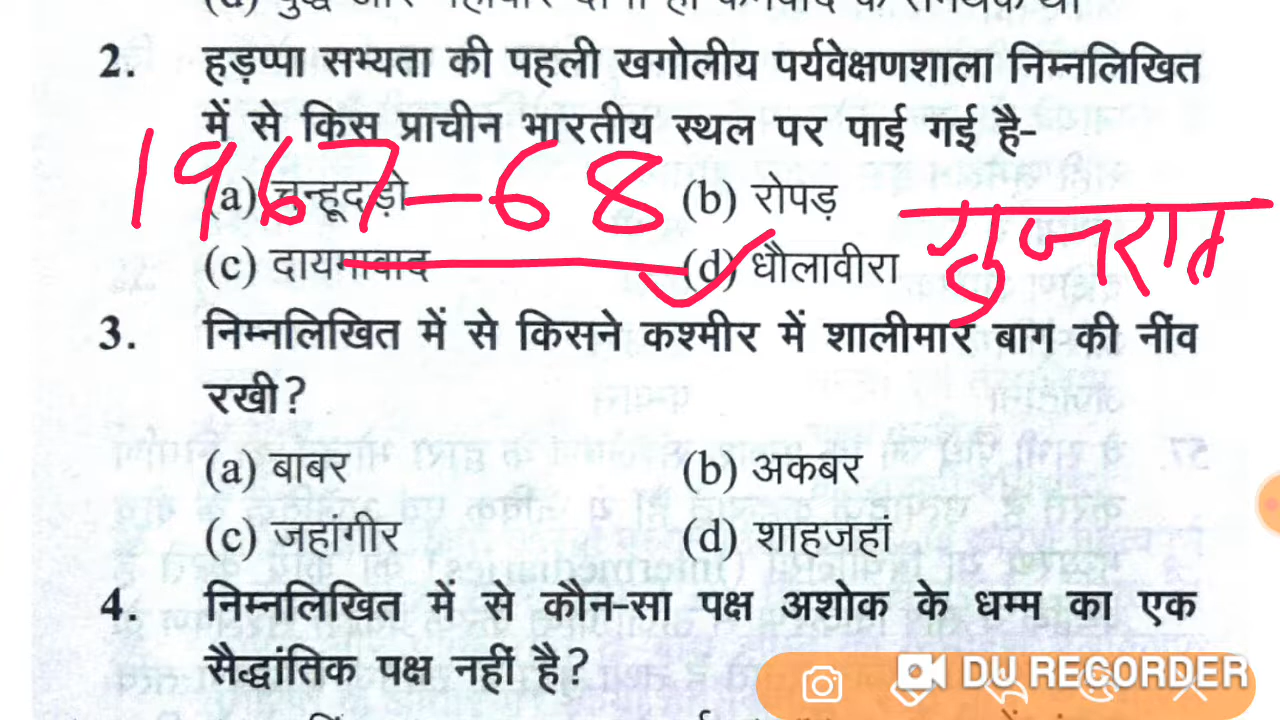 2. हड़प्पा सभ्यता की पहली खगोलीय पर्यवेक्षणशाला निम्नलिखित
में से किस प्राचीन भारतीय स्थल पर पाई गई है-
1967-68
(a) चन्हूदड़ो (b) रोपड़
(c) दायमाबाद (d) धौलावीरा गुजरात
3. निम्नलिखित में से किसने कश्मीर में शालीमार बाग की नींव
रखी?
(a) बाबर (b) अकबर
(c) जहांगीर (d) शाहजहां
4. निम्नलिखित में से कौन-सा पक्ष अशोक के धम्म का एक
सैद्धांतिक पक्ष नहीं है?
DU RECORDER